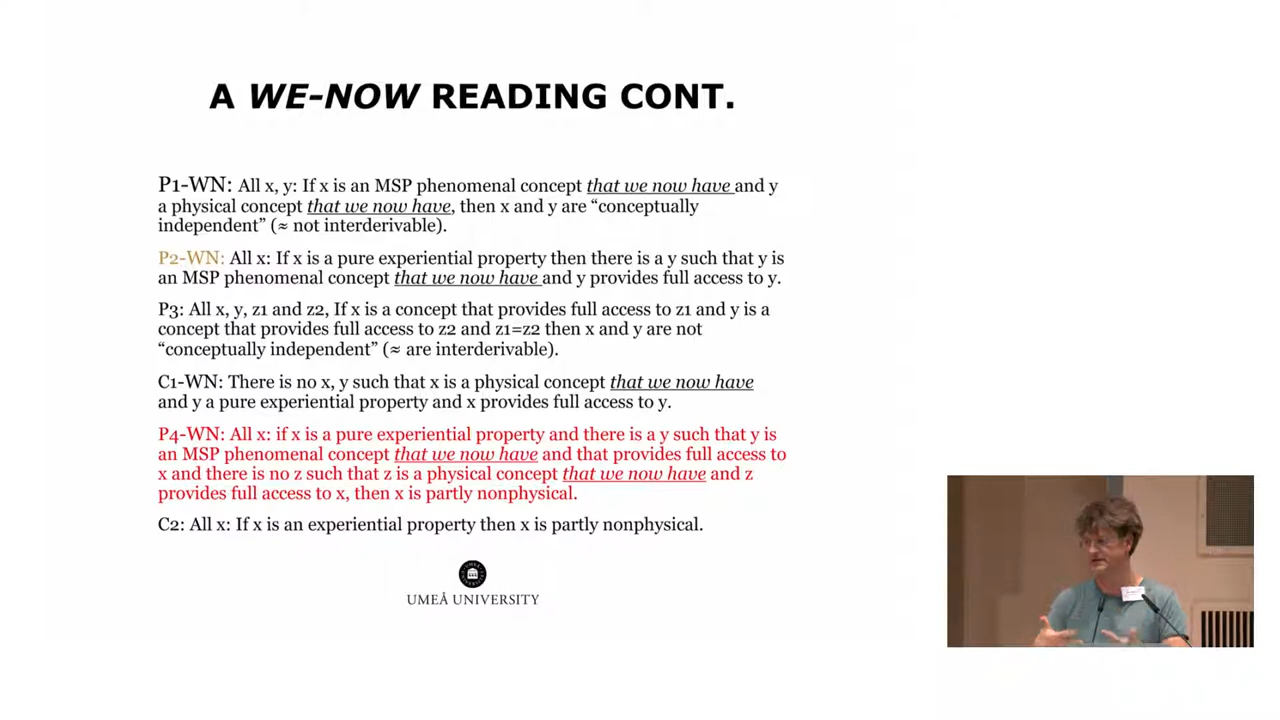 A WE-NOW READING CONT.
P1-WN: All x, y: If x is an MSP phenomenal concept that we now have and y
a physical concept that we now have, then x and y are “conceptually
independent” (≈ not interderivable).
P2-WN: All x: If x is a pure experiential property then there is a y such that y is
an MSP phenomenal concept that we now have and y provides full access to y.
P3: All x, y, z1 and z2, If x is a concept that provides full access to z1 and y is a
concept that provides full access to z2 and z1=z2 then x and y are not
“conceptually independent” (≈ are interderivable).
C1-WN: There is no x, y such that x is a physical concept that we now have
and y a pure experiential property and x provides full access to y.
P4-WN: All x: if x is a pure experiential property and there is a y such that y is
an MSP phenomenal concept that we now have and that provides full access to
x and there is no z such that z is a physical concept that we now have and z
provides full access to x, then x is partly nonphysical.
C2: All x: If x is an experiential property then x is partly nonphysical.
UMEÅ UNIVERSITY